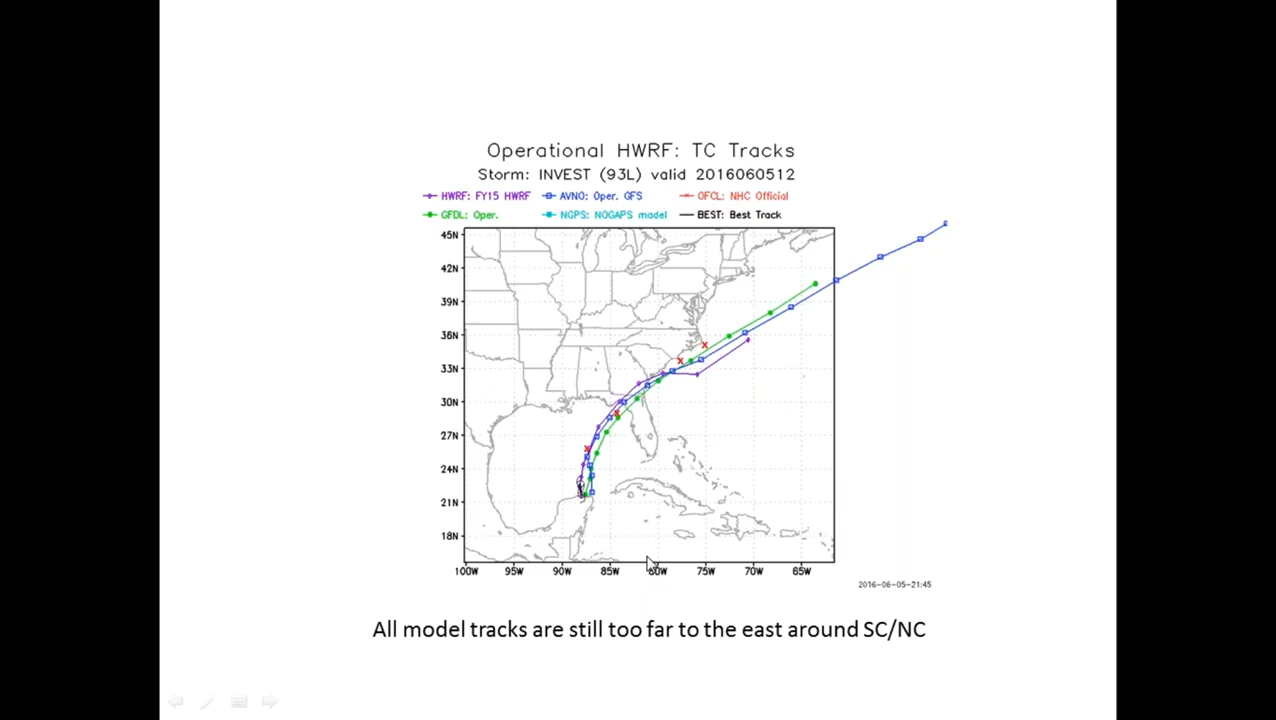 Operational HWRF: TC Tracks
Storm: INVEST (93L) valid 2016060512
HWRF: FY15 HWRF AVNO: Oper. GFS OFCL: NHC Official
GFDL: Oper. NGPS: NOGAPS model BEST: Best Track
45N
42N
39N
36N
33N
30N
27N
24N
21N
18N
100W 95W 90W 85W 80W 75W 70W 65W
2016-06-05-21:45
All model tracks are still too far to the east around SC/NC